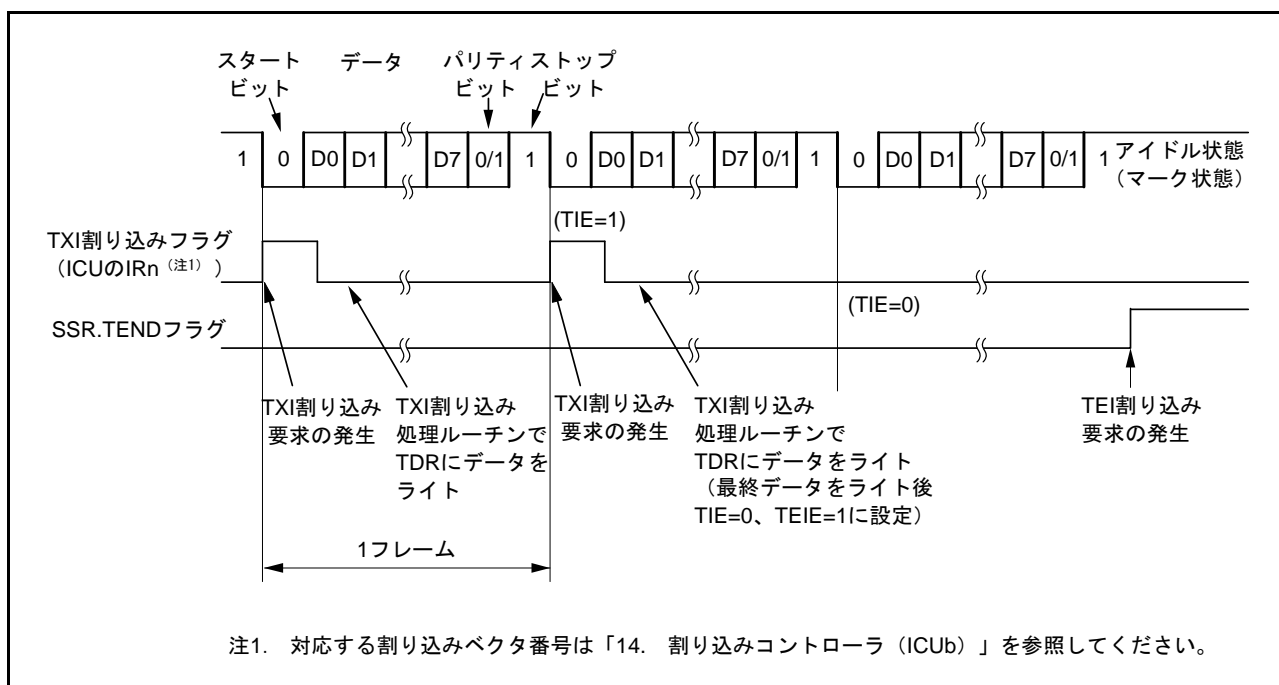 スタート
ビット
データ
パリティ
ビット
ストップ
ビット
1 0 D0 D1 D7 0/1 1 0 D0 D1 D7 0/1 1 0 D0 D1 D7 0/1 1
アイドル状態
（マーク状態）
(TIE=1)
TXI割り込みフラグ
（ICUのIRn（注1））
(TIE=0)
SSR.TENDフラグ
TXI割り込み
要求の発生
TXI割り込み
処理ルーチンで
TDRにデータを
ライト
TXI割り込み
要求の発生
TXI割り込み
処理ルーチンで
TDRにデータをライト
（最終データをライト後
TIE=0、TEIE=1に設定）
TEI割り込み
要求の発生
1フレーム
注1. 対応する割り込みベクタ番号は「14. 割り込みコントローラ（ICUb）」を参照してください。